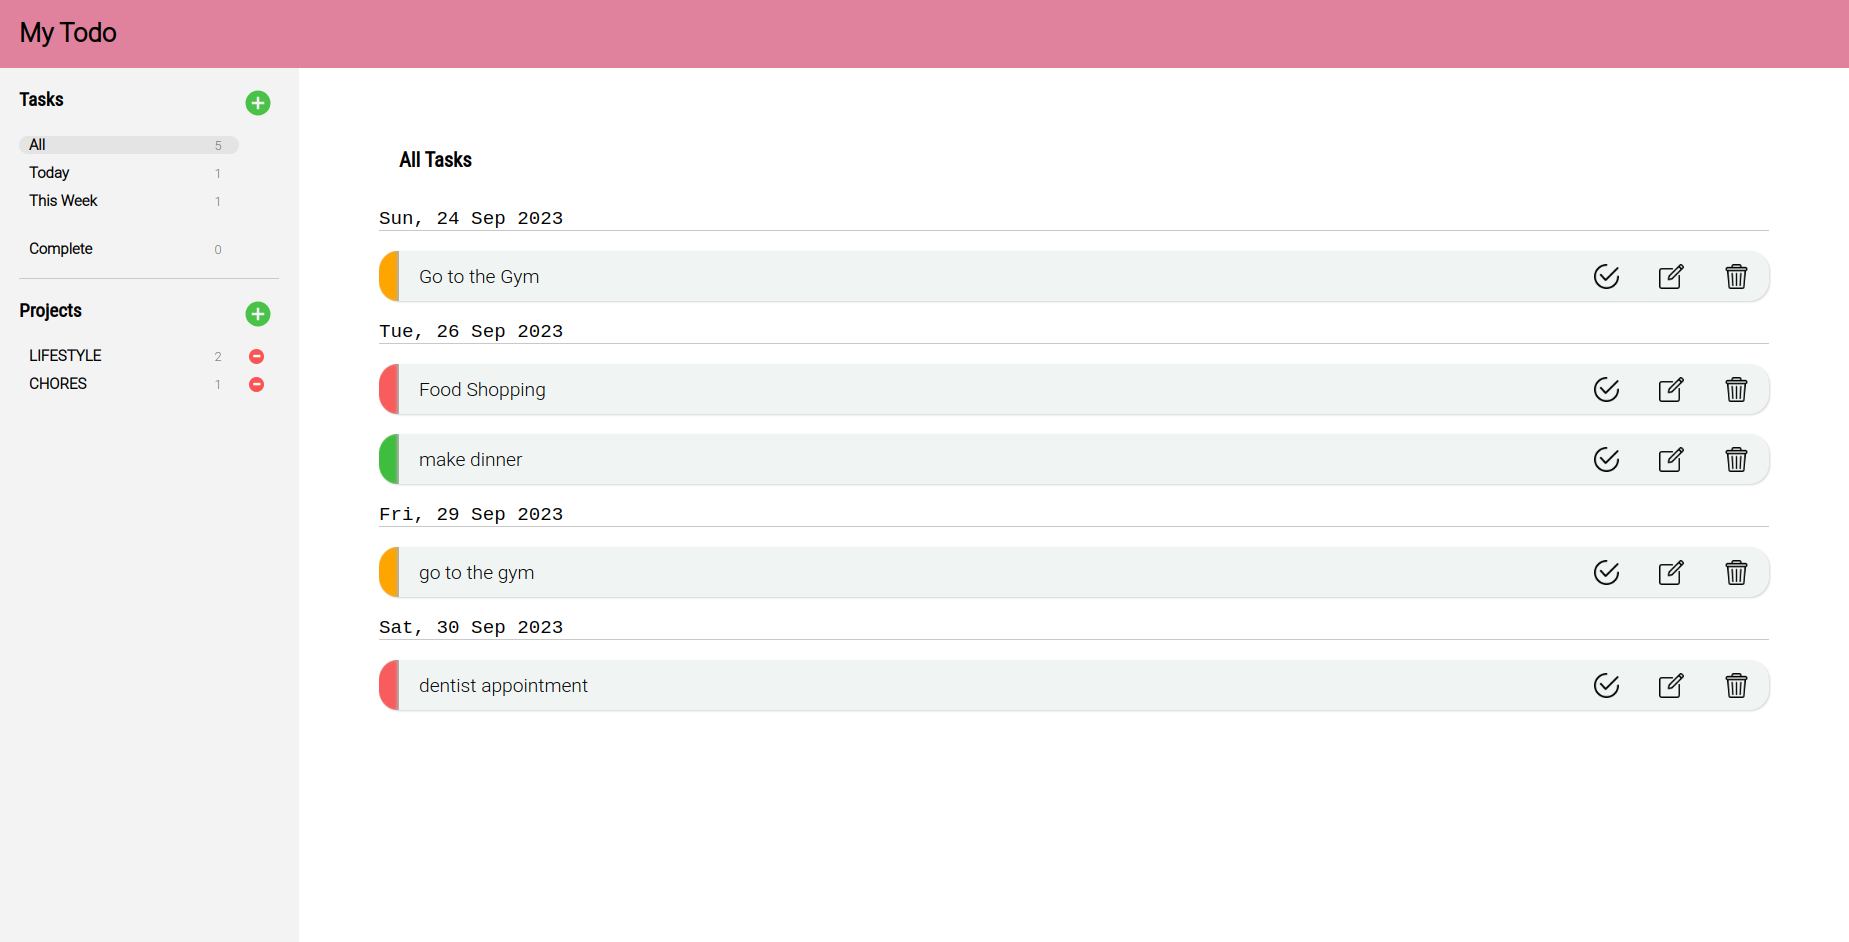 My Todo
Tasks
All 5
Today 1
This Week 1
Complete 0
Projects
LIFESTYLE 2
CHORES 1
All Tasks
Sun, 24 Sep 2023
Go to the Gym
Tue, 26 Sep 2023
Food Shopping
make dinner
Fri, 29 Sep 2023
go to the gym
Sat, 30 Sep 2023
dentist appointment